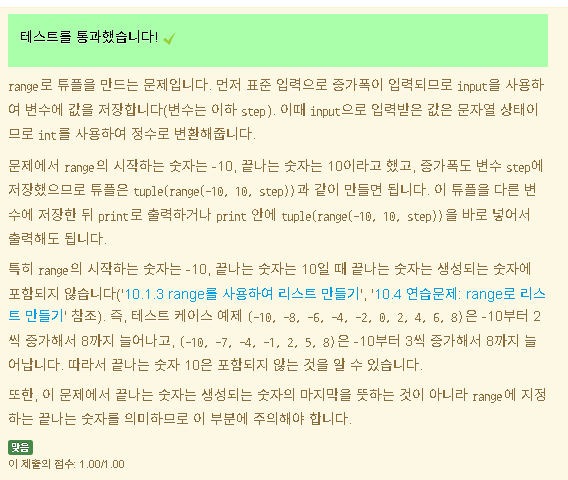 테스트를 통과했습니다!
range로 튜플을 만드는 문제입니다. 먼저 표준 입력으로 증가폭이 입력되므로 input을 사용하
여 변수에 값을 저장합니다(변수는 이하 step). 이때 input으로 입력받은 값은 문자열 상태이
므로 int를 사용하여 정수로 변환해줍니다.
문제에서 range의 시작하는 숫자는 -10, 끝나는 숫자는 10이라고 했고, 증가폭도 변수 step에
저장했으므로 튜플은 tuple(range(-10, 10, step))과 같이 만들면 됩니다. 이 튜플을 다른 변
수에 저장한 뒤 print로 출력하거나 print 안에 tuple(range(-10, 10, step))을 바로 넣어서
출력해도 됩니다.
특히 range의 시작하는 숫자는 -10, 끝나는 숫자는 10일 때 끝나는 숫자는 생성되는 숫자에
포함되지 않습니다('10.1.3 range를 사용하여 리스트 만들기', '10.4 연습문제: range로 리스
트 만들기' 참조). 즉, 테스트 케이스 예제 (-10, -8, -6, -4, -2, 0, 2, 4, 6, 8)은 -10부터 2
씩 증가해서 8까지 늘어나고, (-10, -7, -4, -1, 2, 5, 8)은 -10부터 3씩 증가해서 8까지 늘
어납니다. 따라서 끝나는 숫자 10은 포함되지 않는 것을 알 수 있습니다.
또한, 이 문제에서 끝나는 숫자는 생성되는 숫자의 마지막을 뜻하는 것이 아니라 range에 지정
하는 끝나는 숫자를 의미하므로 이 부분에 주의해야 합니다.
맞음
이 제출의 점수: 1.00/1.00